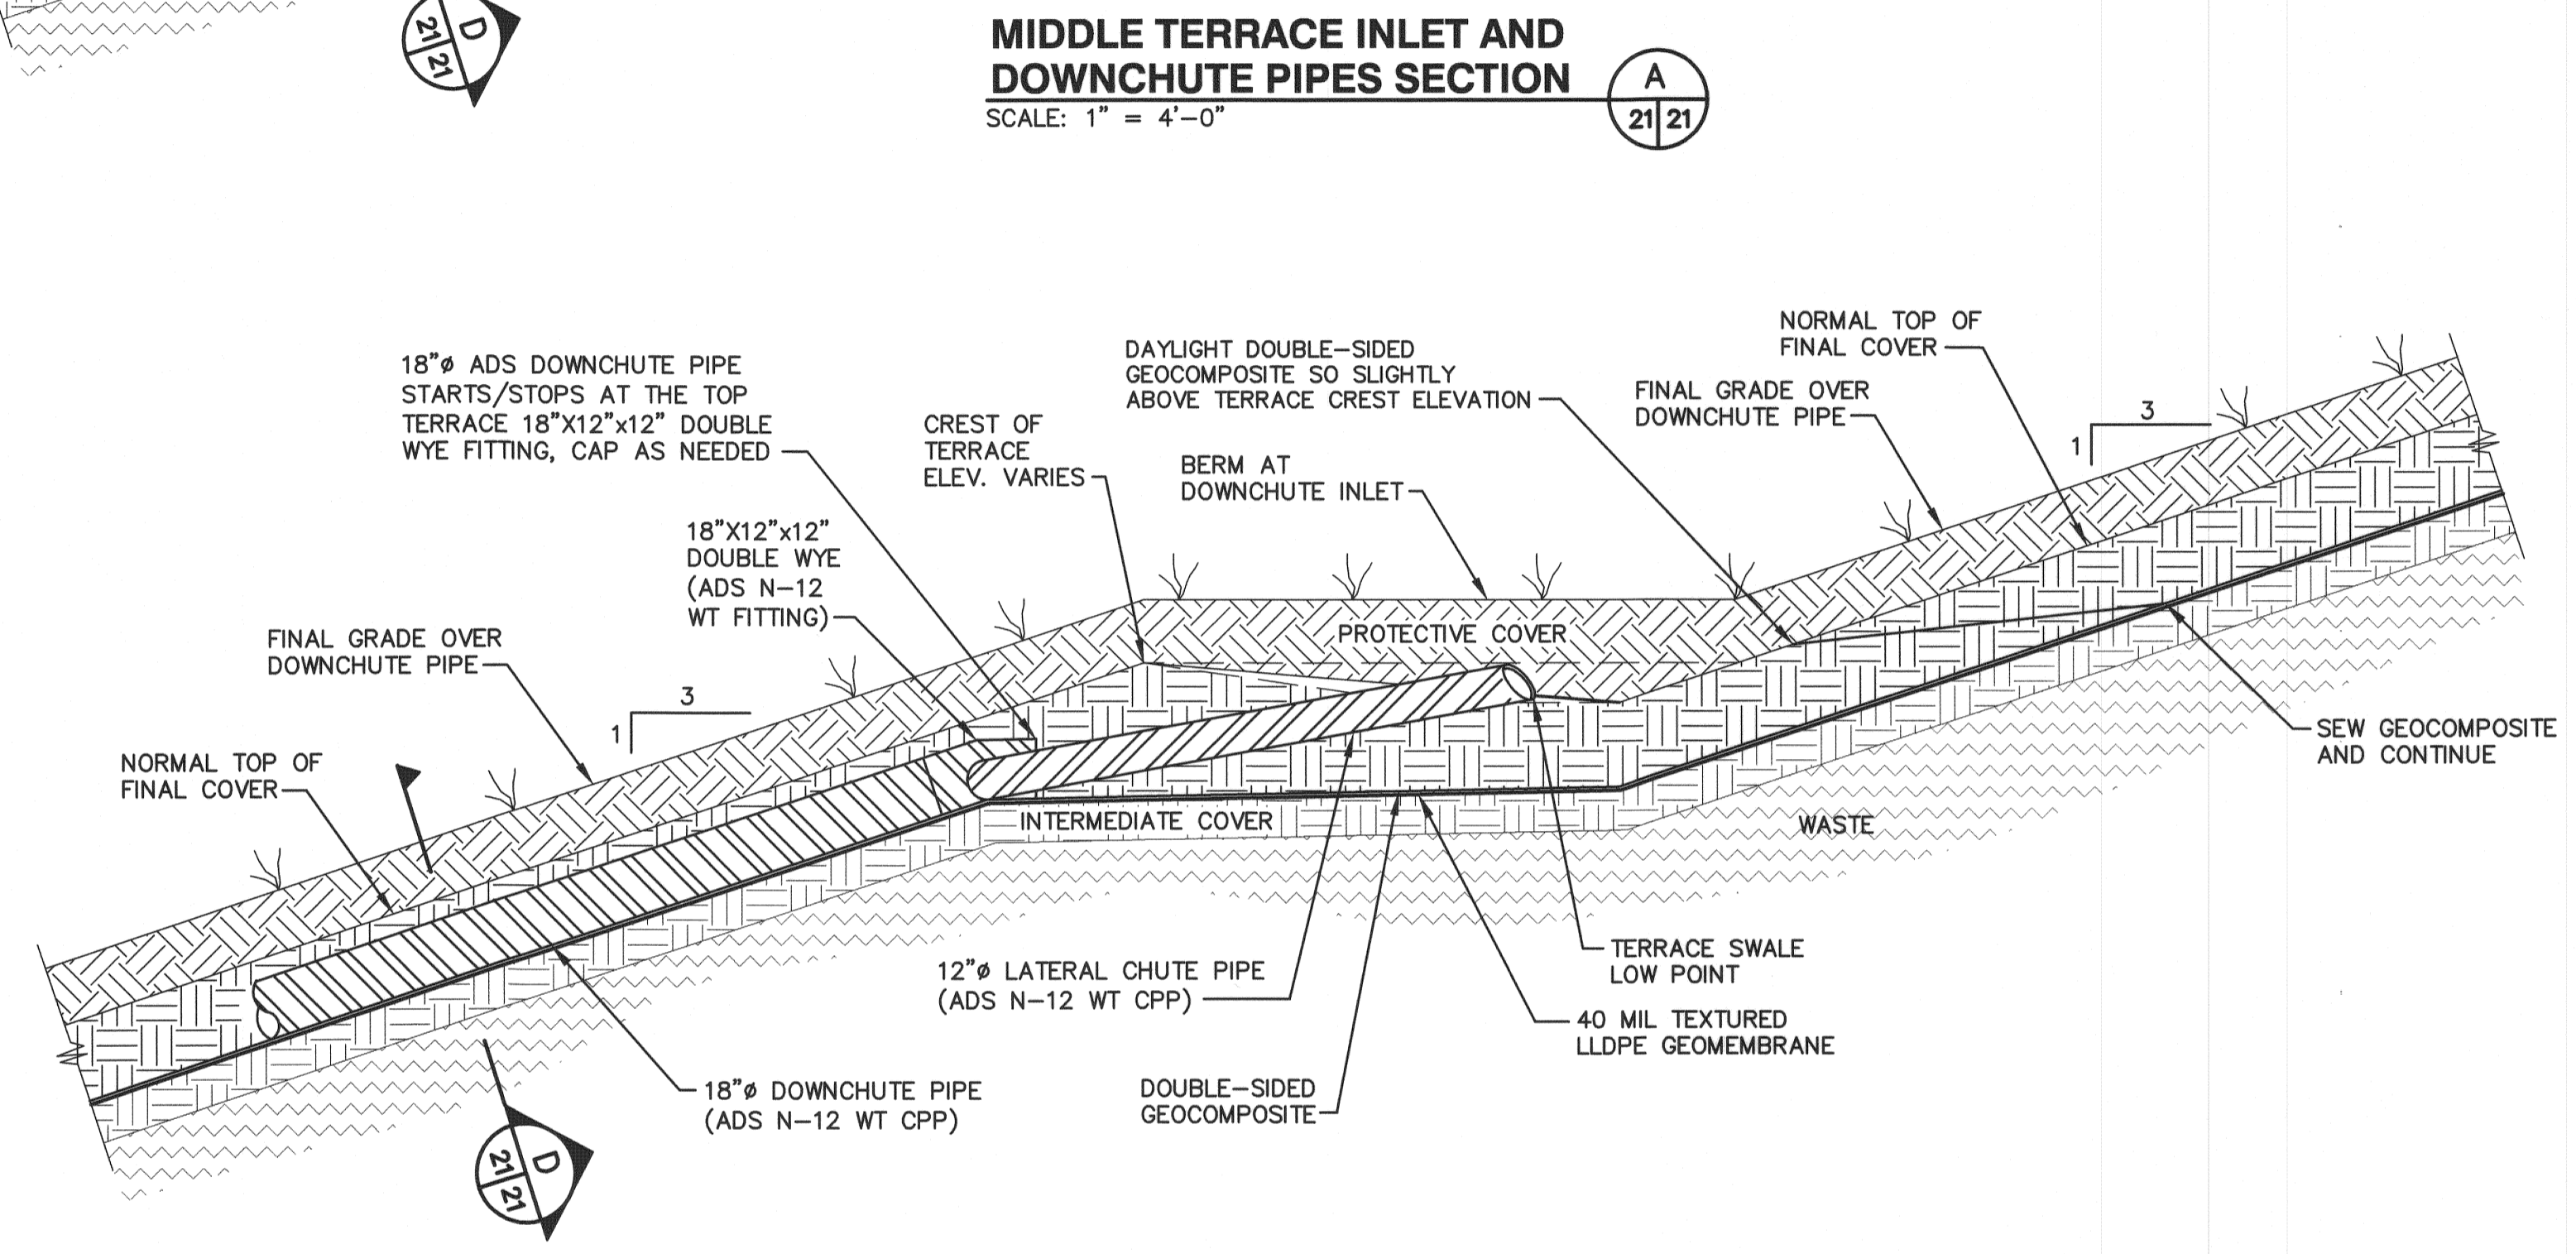 D
21 21
MIDDLE TERRACE INLET AND
DOWNCHUTE PIPES SECTION
SCALE: 1" = 4'-0"
A
21 21
18"ø ADS DOWNCHUTE PIPE
STARTS/STOPS AT THE TOP
TERRACE 18"X12"x12" DOUBLE
WYE FITTING, CAP AS NEEDED
18"X12"x12"
DOUBLE WYE
(ADS N-12
WT FITTING)
CREST OF
TERRACE
ELEV. VARIES
DAYLIGHT DOUBLE-SIDED
GEOCOMPOSITE SO SLIGHTLY
ABOVE TERRACE CREST ELEVATION
BERM AT
DOWNCHUTE INLET
NORMAL TOP OF
FINAL COVER
FINAL GRADE OVER
DOWNCHUTE PIPE
3
1
FINAL GRADE OVER
DOWNCHUTE PIPE
3
1
NORMAL TOP OF
FINAL COVER
PROTECTIVE COVER
INTERMEDIATE COVER
WASTE
SEW GEOCOMPOSITE
AND CONTINUE
TERRACE SWALE
LOW POINT
12"ø LATERAL CHUTE PIPE
(ADS N-12 WT CPP)
40 MIL TEXTURED
LLDPE GEOMEMBRANE
DOUBLE-SIDED
GEOCOMPOSITE
18"ø DOWNCHUTE PIPE
(ADS N-12 WT CPP)
D
21 21